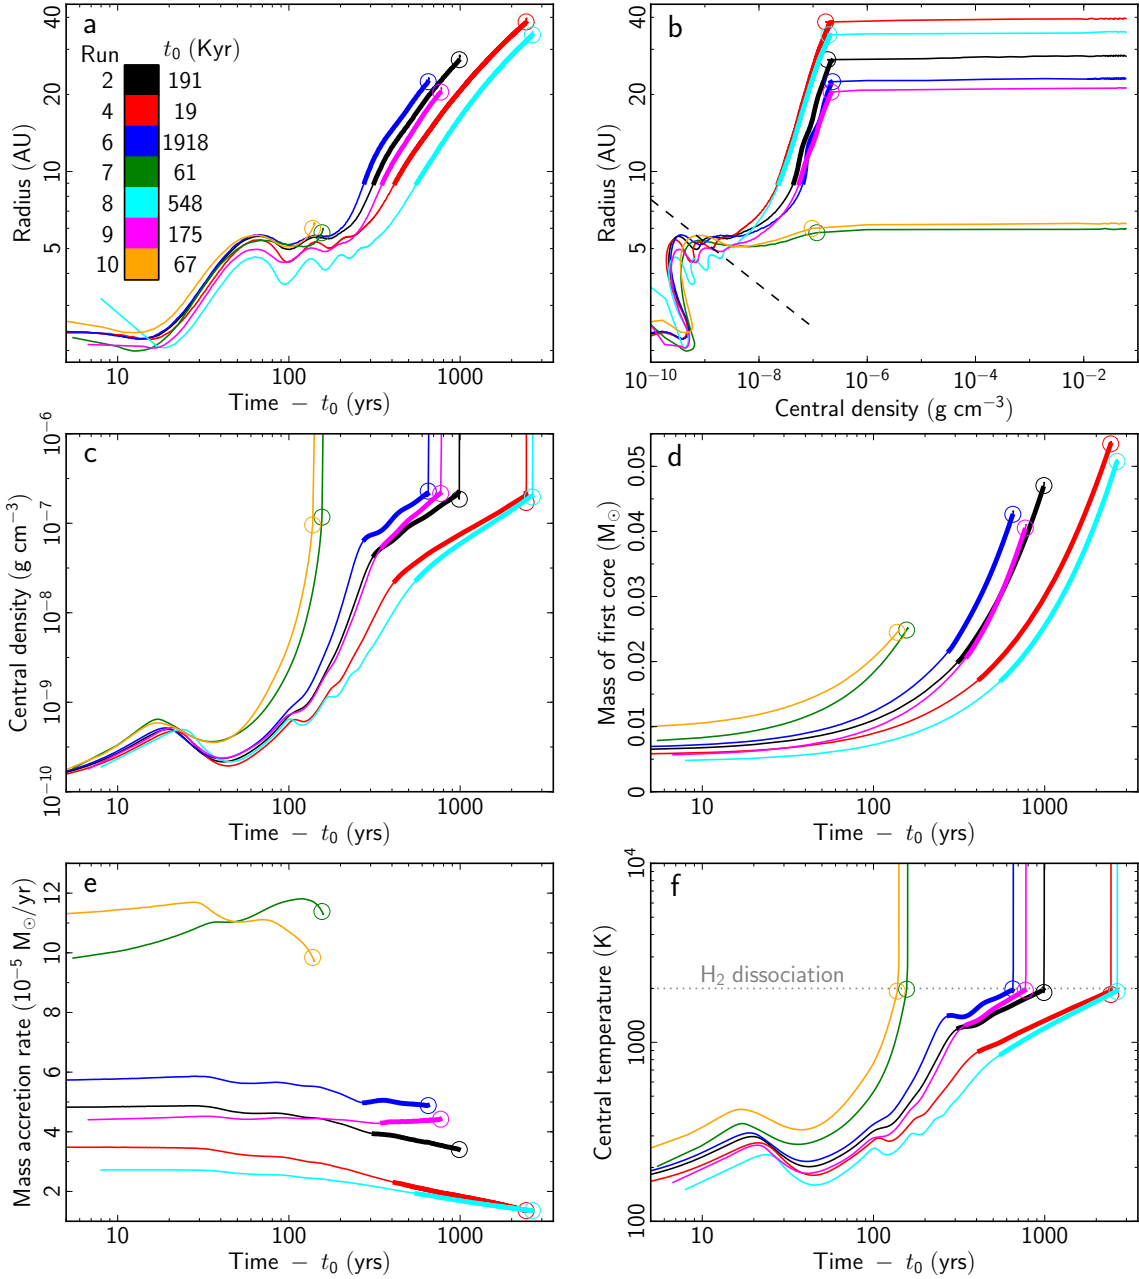 a
Run t₀ (Kyr)
2 191
4 19
6 1918
7 61
8 548
9 175
10 67
40
20
10
5
Radius (AU)
10 100 1000
Time − t₀ (yrs)
b
40
20
10
5
Radius (AU)
10⁻¹⁰ 10⁻⁸ 10⁻⁶ 10⁻⁴ 10⁻²
Central density (g cm⁻³)
c
10⁻⁶
10⁻⁷
10⁻⁸
10⁻⁹
10⁻¹⁰
Central density (g cm⁻³)
10 100 1000
Time − t₀ (yrs)
d
0.05
0.04
0.03
0.02
0.01
0
Mass of first core (M⊙)
10 100 1000
Time − t₀ (yrs)
e
12
10
8
6
4
2
Mass accretion rate (10⁻⁵ M⊙/yr)
10 100 1000
Time − t₀ (yrs)
f
H₂ dissociation
10⁴
1000
100
Central temperature (K)
10 100 1000
Time − t₀ (yrs)